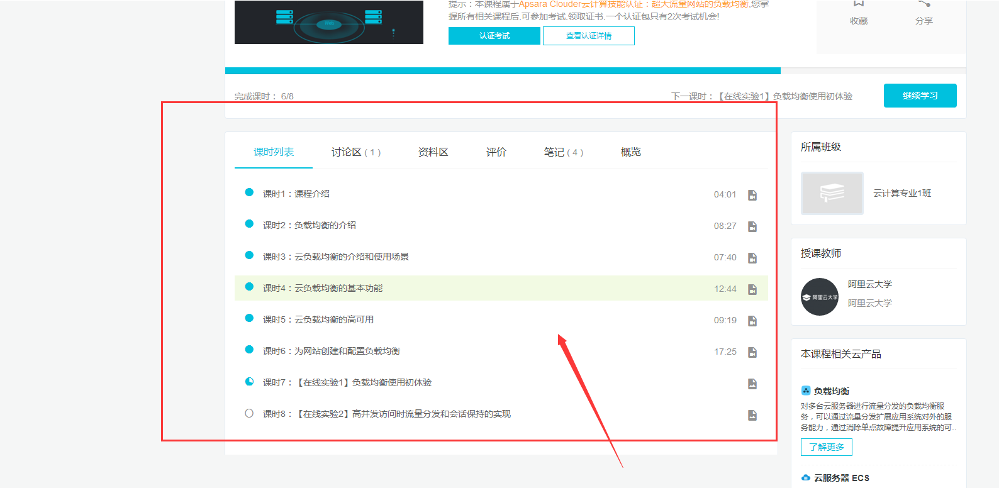 提示：本课程属于Apsara Clouder云计算技能认证：超大流量网站的负载均衡,您掌
握所有相关课程后,可参加考试,领取证书,一个认证包只有2次考试机会!
Web
认证考试
查看认证详情
收藏
分享
完成课时： 6/8
下一课时：【在线实验1】负载均衡使用初体验
继续学习
课时列表
讨论区 ( 1 )
资料区
评价
笔记 ( 4 )
概览
课时1：课程介绍
04:01
课时2：负载均衡的介绍
08:27
课时3：云负载均衡的介绍和使用场景
07:40
课时4：云负载均衡的基本功能
12:44
课时5：云负载均衡的高可用
09:19
课时6：为网站创建和配置负载均衡
17:25
课时7：【在线实验1】负载均衡使用初体验
课时8：【在线实验2】高并发访问时流量分发和会话保持的实现
所属班级
云计算专业1班
授课教师
阿里云大学
阿里云大学
阿里云大学
本课程相关云产品
负载均衡
对多台云服务器进行流量分发的负载均衡服
务，可以通过流量分发扩展应用系统对外的服
务能力，通过消除单点故障提升应用系统的可..
了解更多
云服务器 ECS